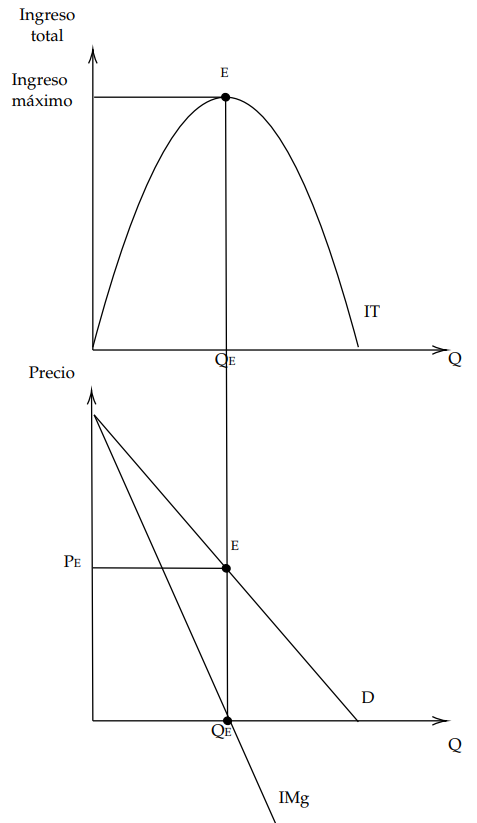 Ingreso
total
E
Ingreso
máximo
IT
QE
Q
Precio
E
PE
D
QE
Q
IMg